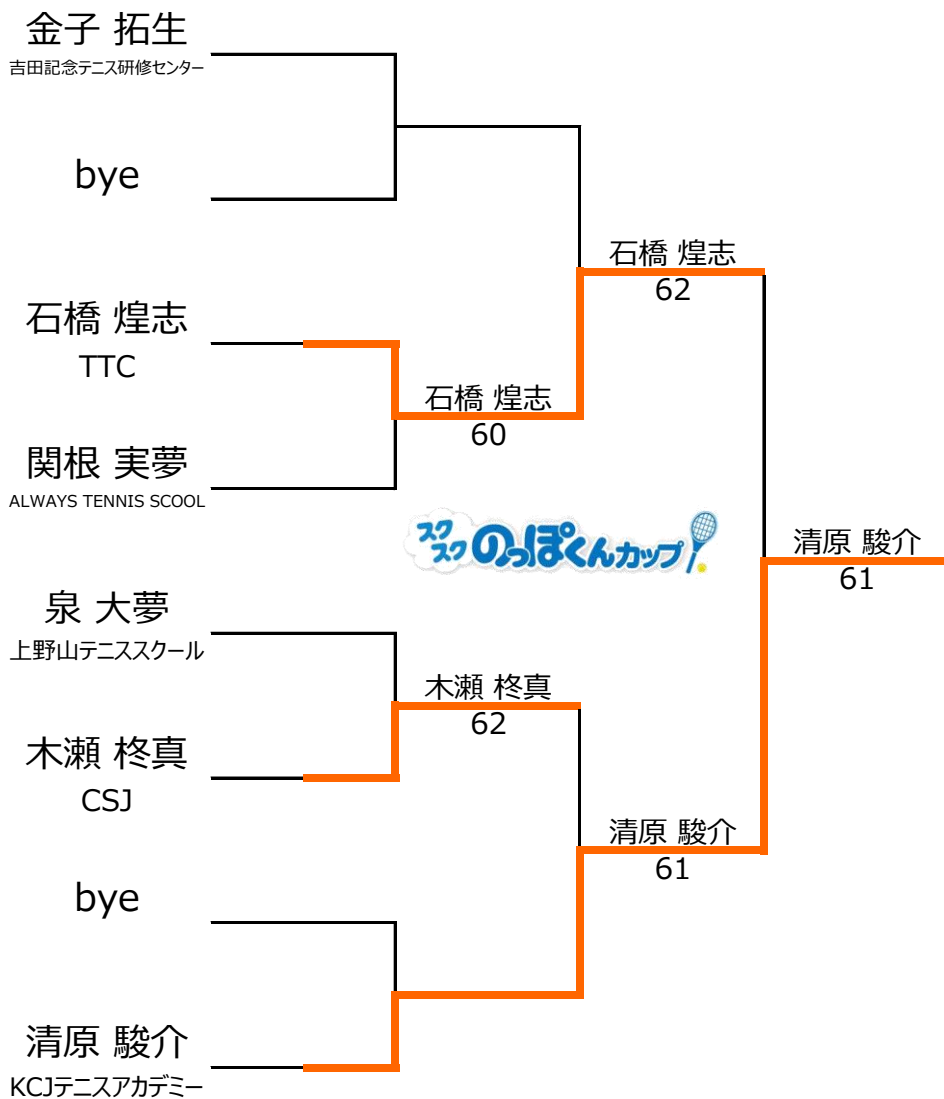 金子 拓生
吉田記念テニス研修センター
bye
石橋 煌志
TTC
関根 実夢
ALWAYS TENNIS SCOOL
泉 大夢
上野山テニススクール
木瀬 柊真
CSJ
bye
清原 駿介
KCJテニスアカデミー
石橋 煌志
60
木瀬 柊真
62
石橋 煌志
62
清原 駿介
61
清原 駿介
61
スクスク のっぽくんカップ